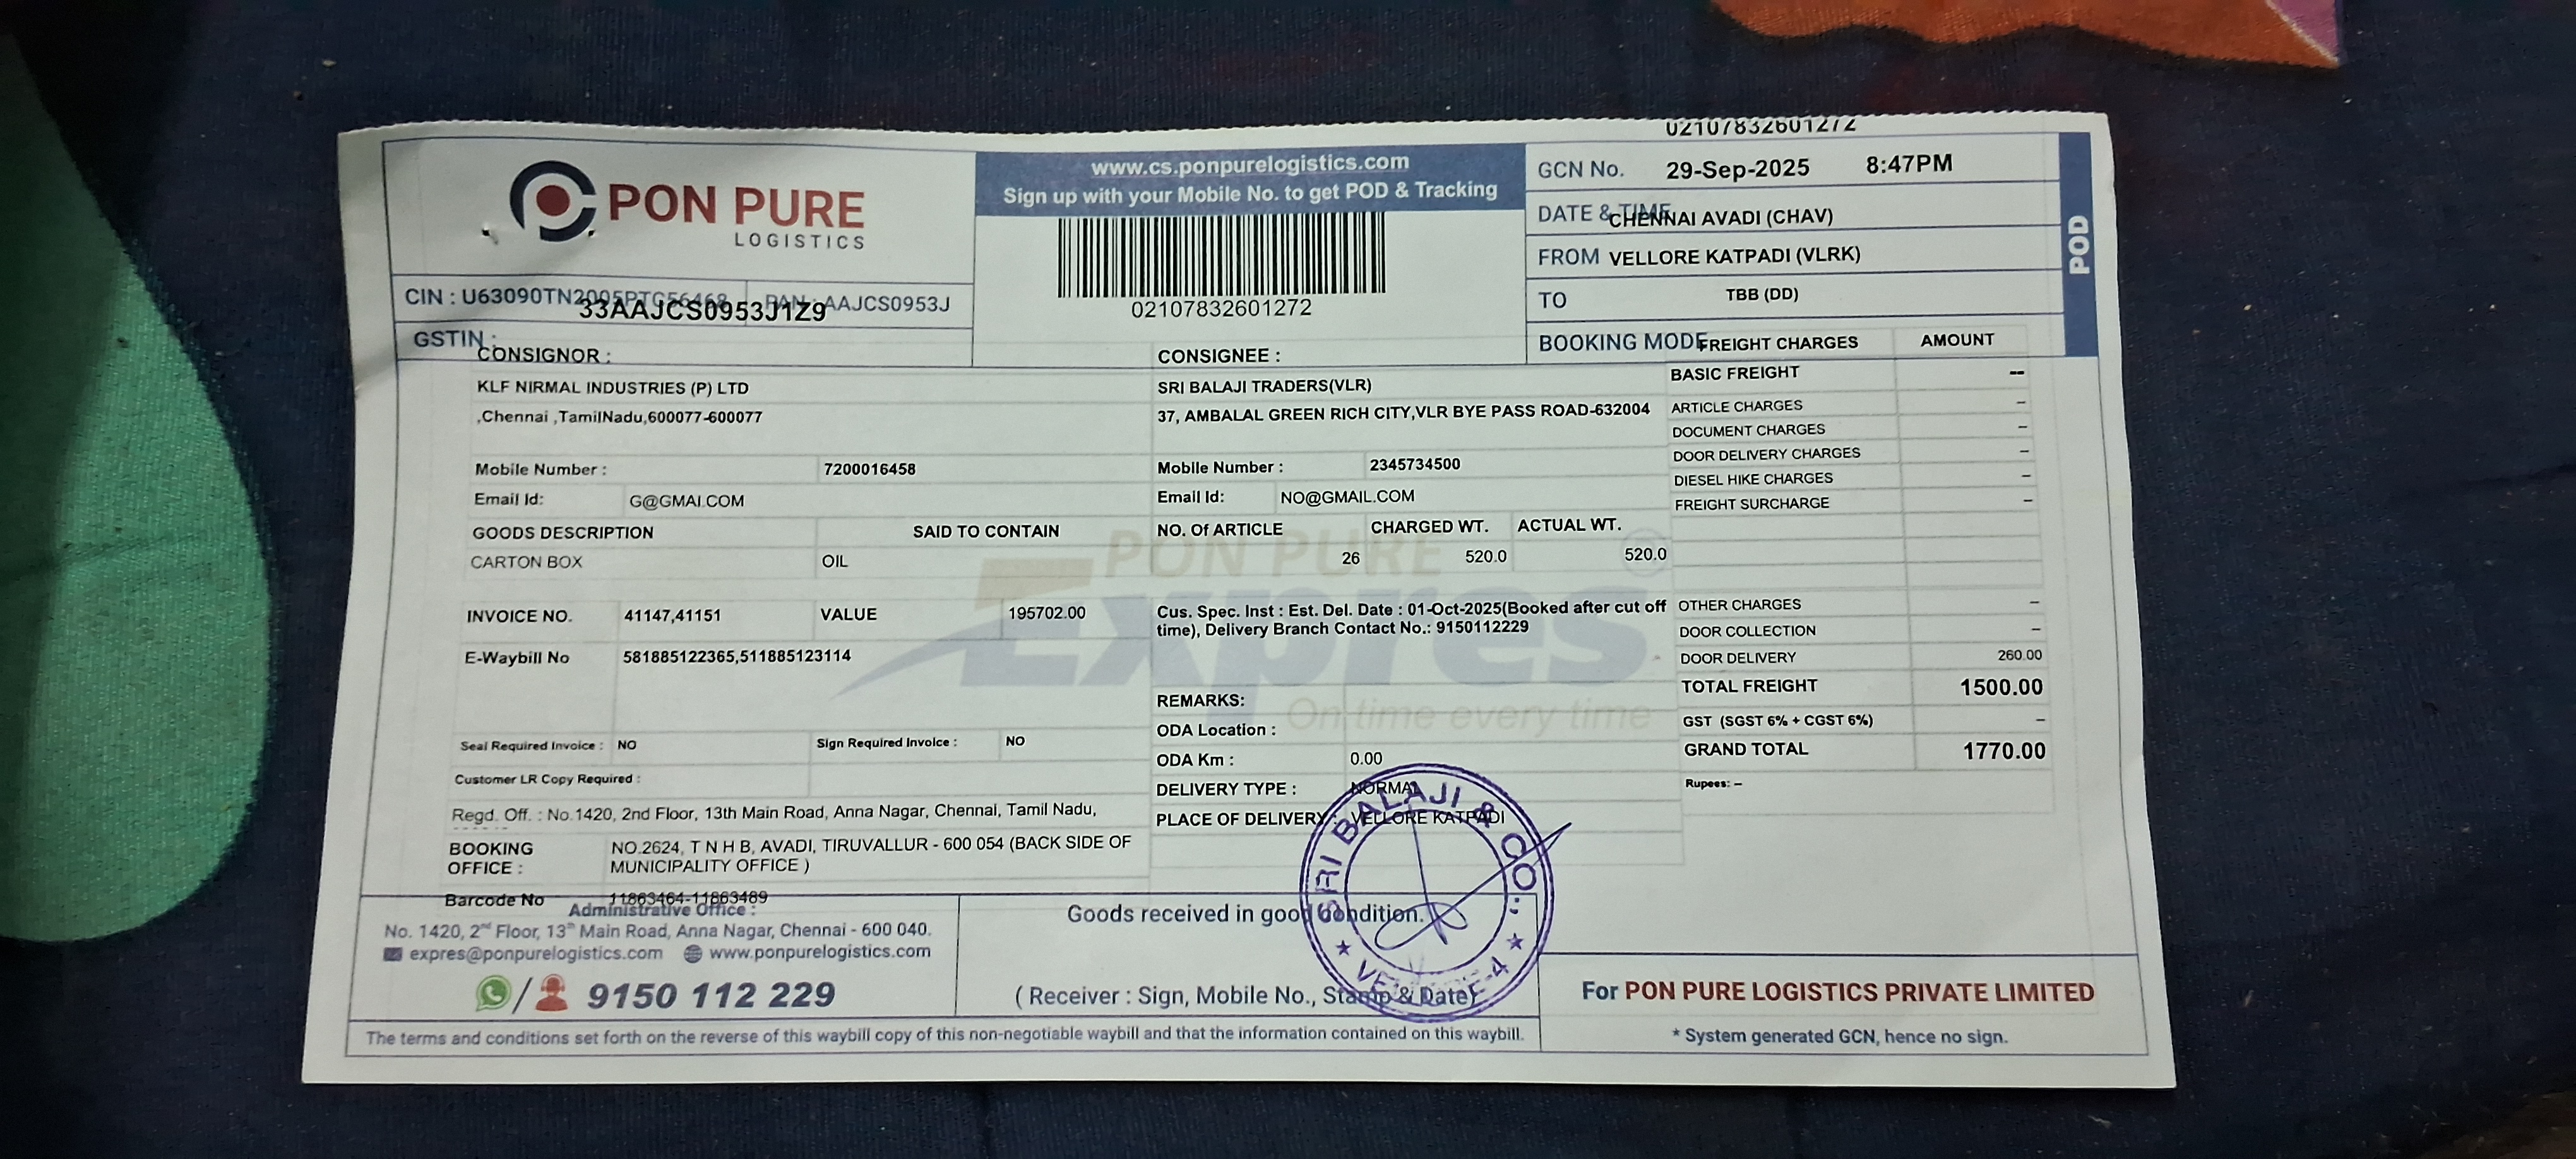 02107832601272
PON PURE
LOGISTICS
www.cs.ponpurelogistics.com
Sign up with your Mobile No. to get POD & Tracking
02107832601272
GCN No. 29-Sep-2025 8:47PM
DATE & TIME CHENNAI AVADI (CHAV)
FROM VELLORE KATPADI (VLRK)
TO TBB (DD)
BOOKING MODE
POD
CIN : U63090TN2005PTC56468 PAN : AAJCS0953J
33AAJCS0953J1Z9
GSTIN :
CONSIGNOR :
KLF NIRMAL INDUSTRIES (P) LTD
,Chennai ,TamilNadu,600077-600077
Mobile Number : 7200016458
Email Id: G@GMAI.COM
CONSIGNEE :
SRI BALAJI TRADERS(VLR)
37, AMBALAL GREEN RICH CITY,VLR BYE PASS ROAD-632004
Mobile Number : 2345734500
Email Id: NO@GMAIL.COM
GOODS DESCRIPTION SAID TO CONTAIN NO. Of ARTICLE CHARGED WT. ACTUAL WT.
CARTON BOX OIL 26 520.0 520.0
PON PURE
Expres
On time every time
INVOICE NO. 41147,41151 VALUE 195702.00
E-Waybill No 581885122365,511885123114
Cus. Spec. Inst : Est. Del. Date : 01-Oct-2025(Booked after cut off
time), Delivery Branch Contact No.: 9150112229
Seal Required Invoice : NO Sign Required Invoice : NO
Customer LR Copy Required :
REMARKS:
ODA Location :
ODA Km : 0.00
DELIVERY TYPE : NORMAL
PLACE OF DELIVERY : VELLORE KATPADI
FREIGHT CHARGES AMOUNT
BASIC FREIGHT --
ARTICLE CHARGES –
DOCUMENT CHARGES –
DOOR DELIVERY CHARGES –
DIESEL HIKE CHARGES –
FREIGHT SURCHARGE –
OTHER CHARGES –
DOOR COLLECTION –
DOOR DELIVERY 260.00
TOTAL FREIGHT 1500.00
GST (SGST 6% + CGST 6%) –
GRAND TOTAL 1770.00
Rupees: –
Regd. Off. : No.1420, 2nd Floor, 13th Main Road, Anna Nagar, Chennai, Tamil Nadu,
BOOKING OFFICE : NO.2624, T N H B, AVADI, TIRUVALLUR - 600 054 (BACK SIDE OF
MUNICIPALITY OFFICE )
Barcode No 11863464-11863489
Administrative Office :
No. 1420, 2nd Floor, 13th Main Road, Anna Nagar, Chennai - 600 040.
expres@ponpurelogistics.com www.ponpurelogistics.com
/ 9150 112 229
Goods received in good condition.
( Receiver : Sign, Mobile No., Stamp & Date)
SRI BALAJI & CO.:
For PON PURE LOGISTICS PRIVATE LIMITED
* System generated GCN, hence no sign.
The terms and conditions set forth on the reverse of this waybill copy of this non-negotiable waybill and that the information contained on this waybill.